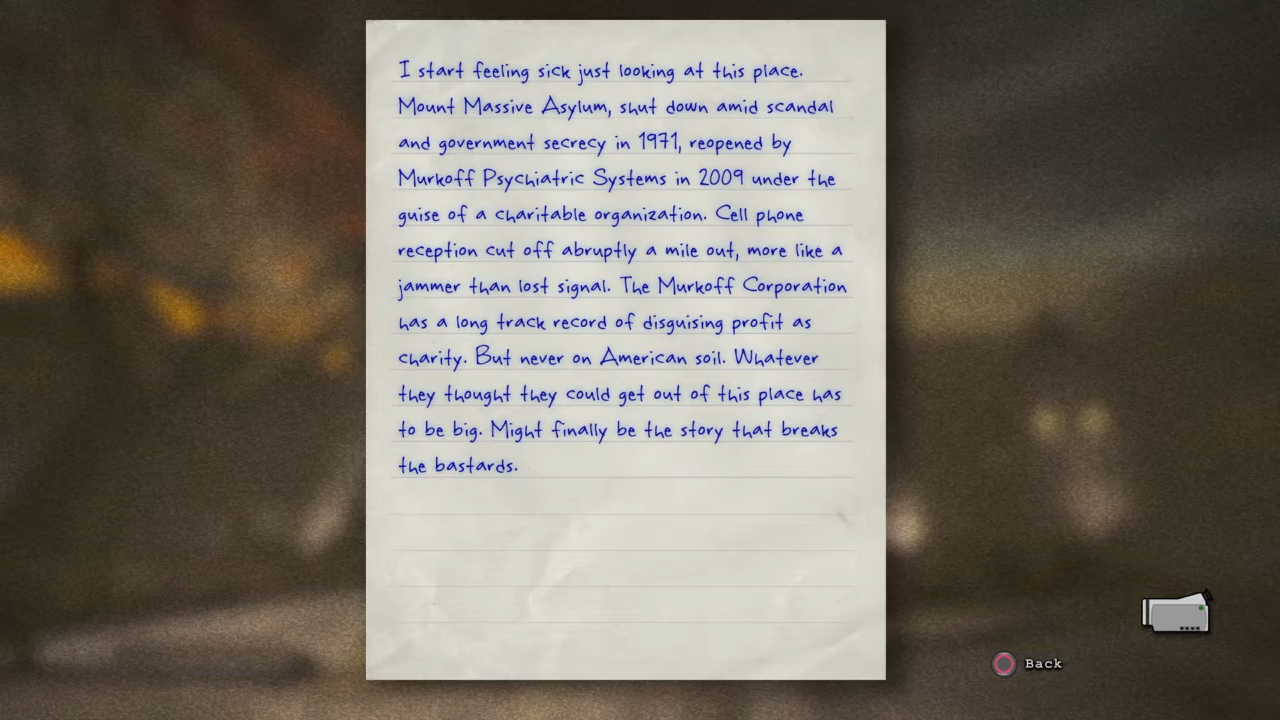 I start feeling sick just looking at this place.
Mount Massive Asylum, shut down amid scandal
and government secrecy in 1971, reopened by
Murkoff Psychiatric Systems in 2009 under the
guise of a charitable organization. Cell phone
reception cut off abruptly a mile out, more like a
jammer than lost signal. The Murkoff Corporation
has a long track record of disguising profit as
charity. But never on American soil. Whatever
they thought they could get out of this place has
to be big. Might finally be the story that breaks
the bastards.
Back